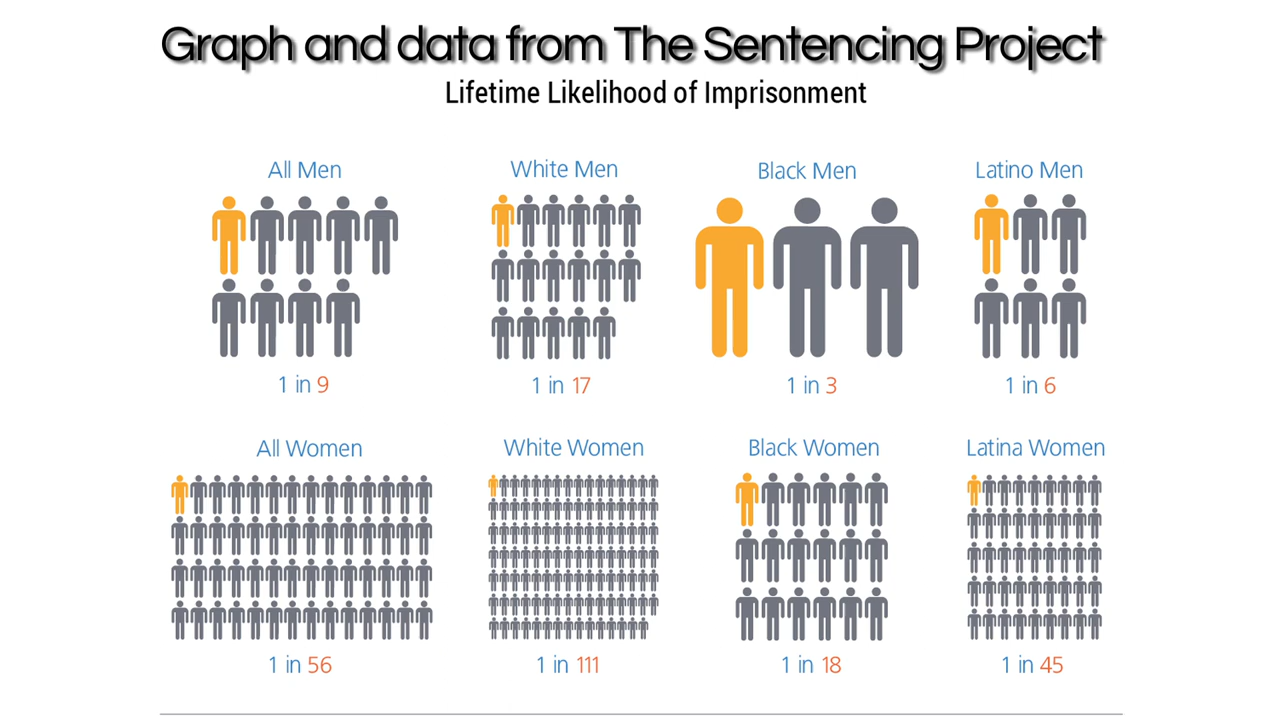 Graph and data from The Sentencing Project
Lifetime Likelihood of Imprisonment
All Men
White Men
Black Men
Latino Men
1 in 9
1 in 17
1 in 3
1 in 6
All Women
White Women
Black Women
Latina Women
1 in 56
1 in 111
1 in 18
1 in 45